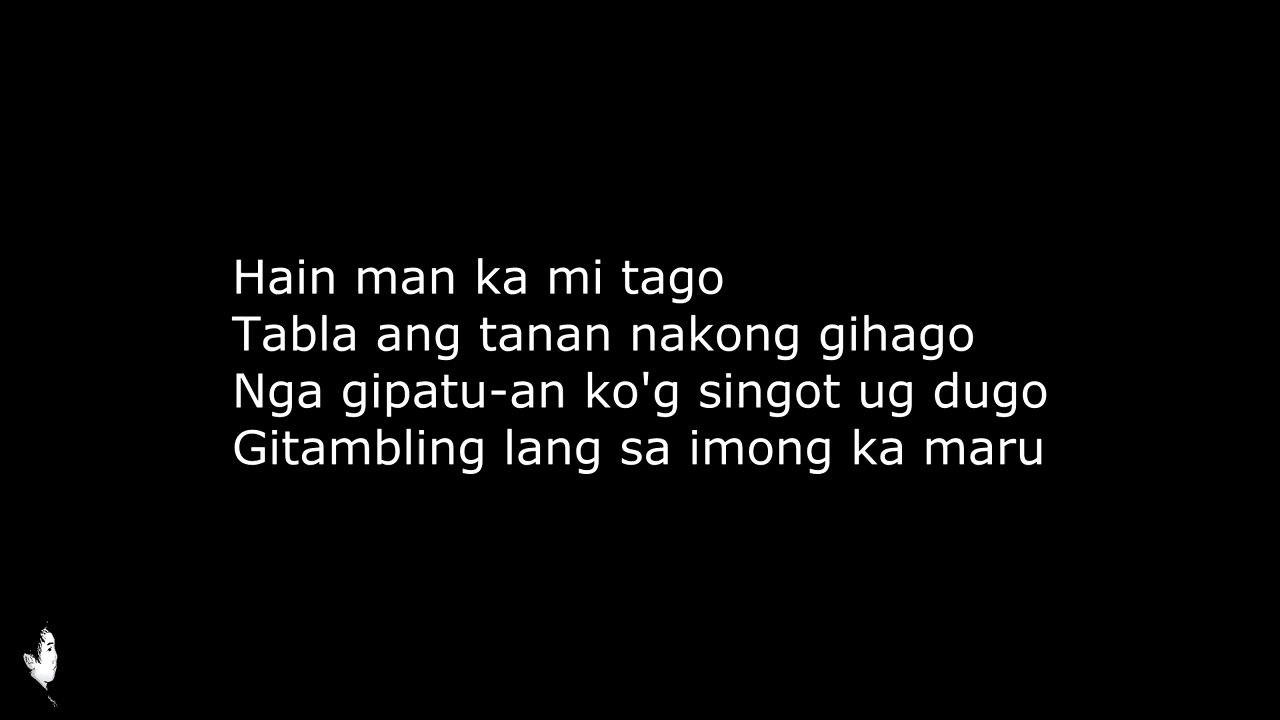 Hain man ka mi tago
Tabla ang tanan nakong gihago
Nga gipatu-an ko'g singot ug dugo
Gitambling lang sa imong ka maru